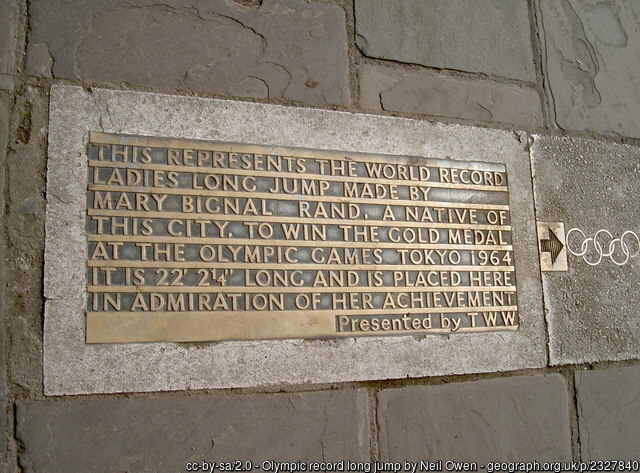 THIS REPRESENTS THE WORLD RECORD
LADIES LONG JUMP MADE BY
MARY BIGNAL RAND, A NATIVE OF
THIS CITY, TO WIN THE GOLD MEDAL
AT THE OLYMPIC GAMES TOKYO 1964
IT IS 22' 2¼" LONG AND IS PLACED HERE
IN ADMIRATION OF HER ACHIEVEMENT
Presented by T W W
cc-by-sa/2.0 - Olympic record long jump by Neil Owen - geograph.org.uk/p/2327840